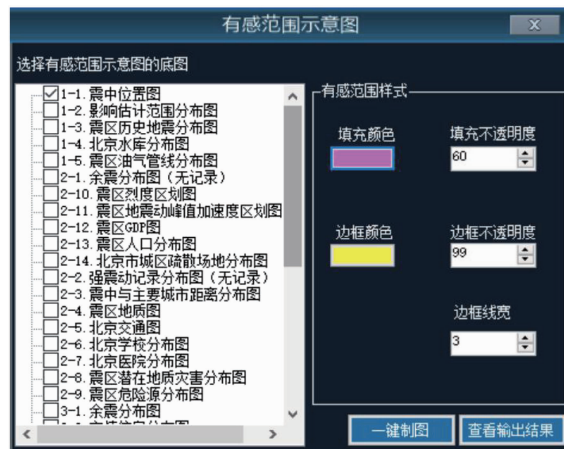 有感范围示意图
选择有感范围示意图的底图
1-1.震中位置图
1-2.影响估计范围分布图
1-3.震区历史地震分布图
1-4.北京水库分布图
1-5.震区油气管线分布图
2-1.余震分布图（无记录）
2-10.震区烈度区划图
2-11.震区地震动峰值加速度区划图
2-12.震区GDP图
2-13.震区人口分布图
2-14.北京市城区疏散场地分布图
2-2.强震动记录分布图（无记录）
2-3.震中与主要城市距离分布图
2-4.震区地质图
2-5.北京交通图
2-6.北京学校分布图
2-7.北京医院分布图
2-8.震区潜在地质灾害分布图
2-9.震区危险源分布图
3-1.余震分布图
有感范围样式
填充颜色
填充不透明度
60
边框颜色
边框不透明度
99
边框线宽
3
一键制图
查看输出结果